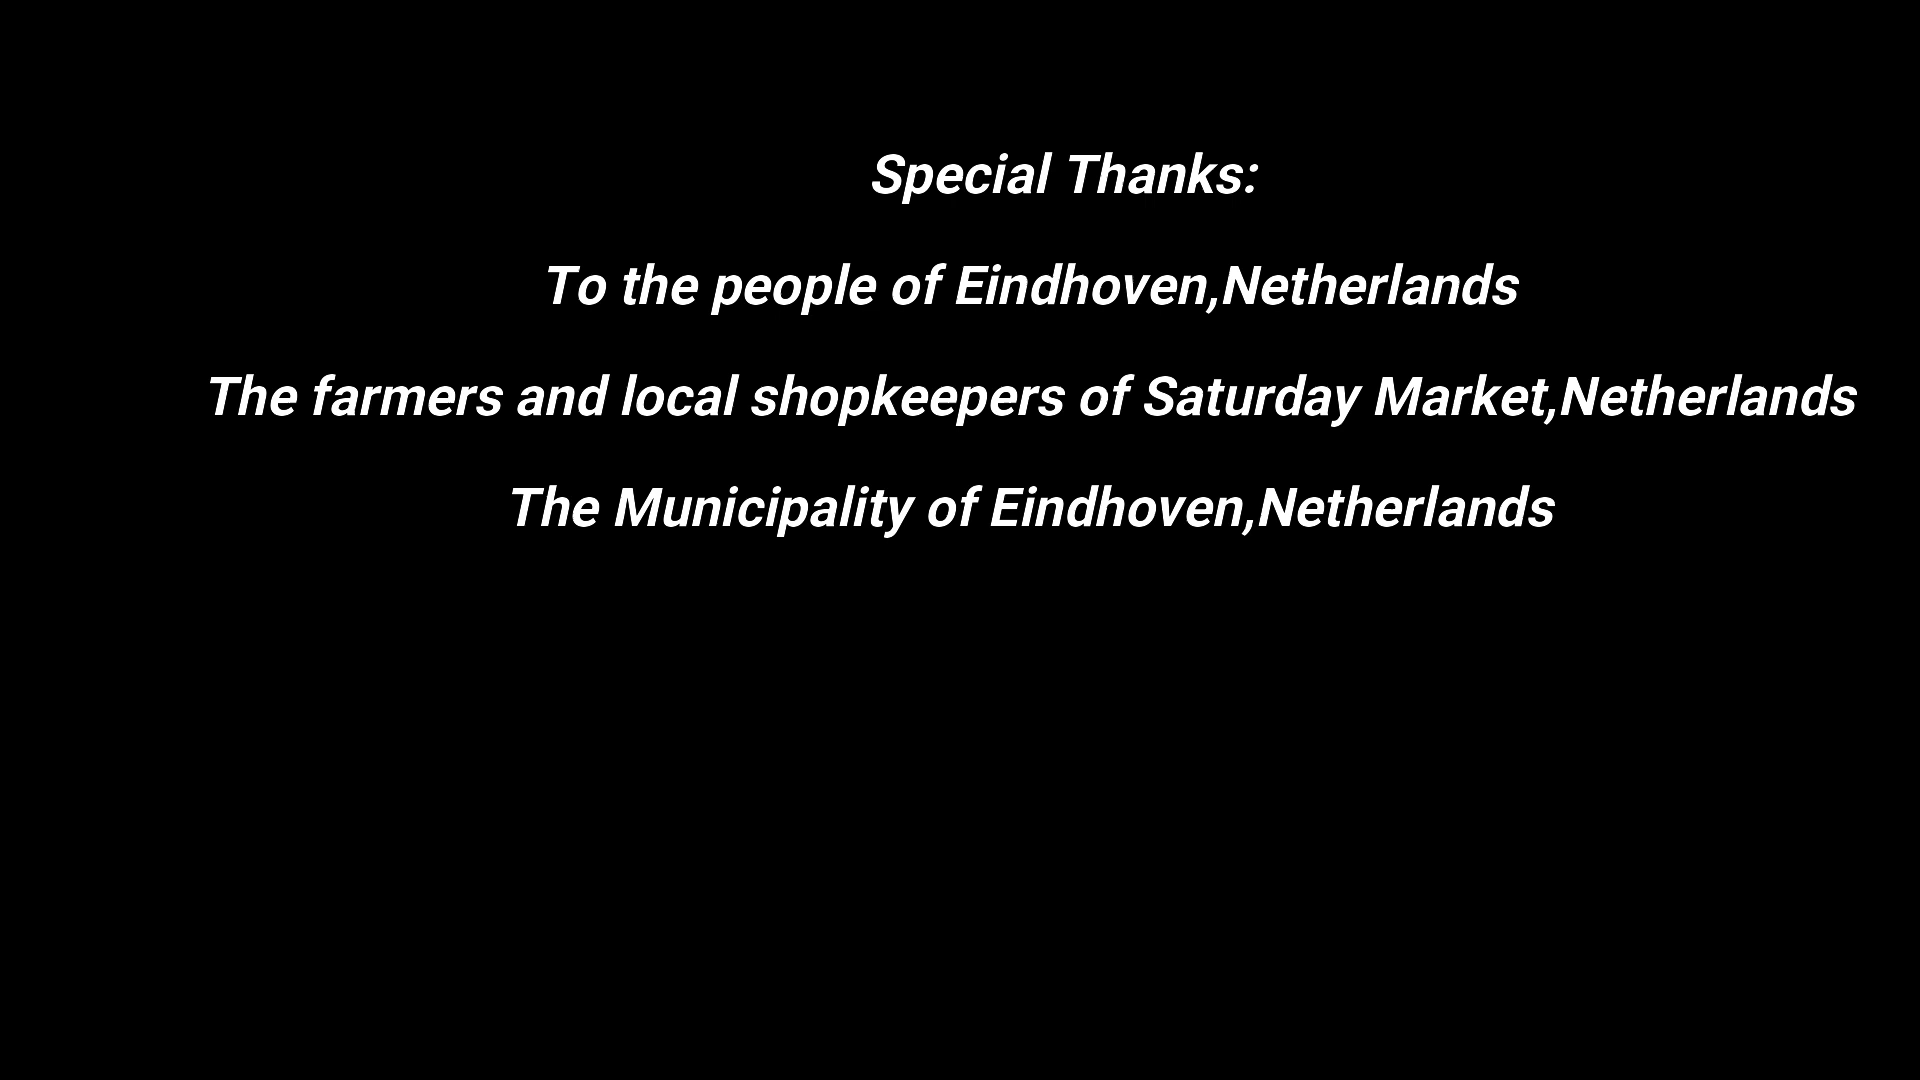 Special Thanks:
To the people of Eindhoven,Netherlands
The farmers and local shopkeepers of Saturday Market,Netherlands
The Municipality of Eindhoven,Netherlands